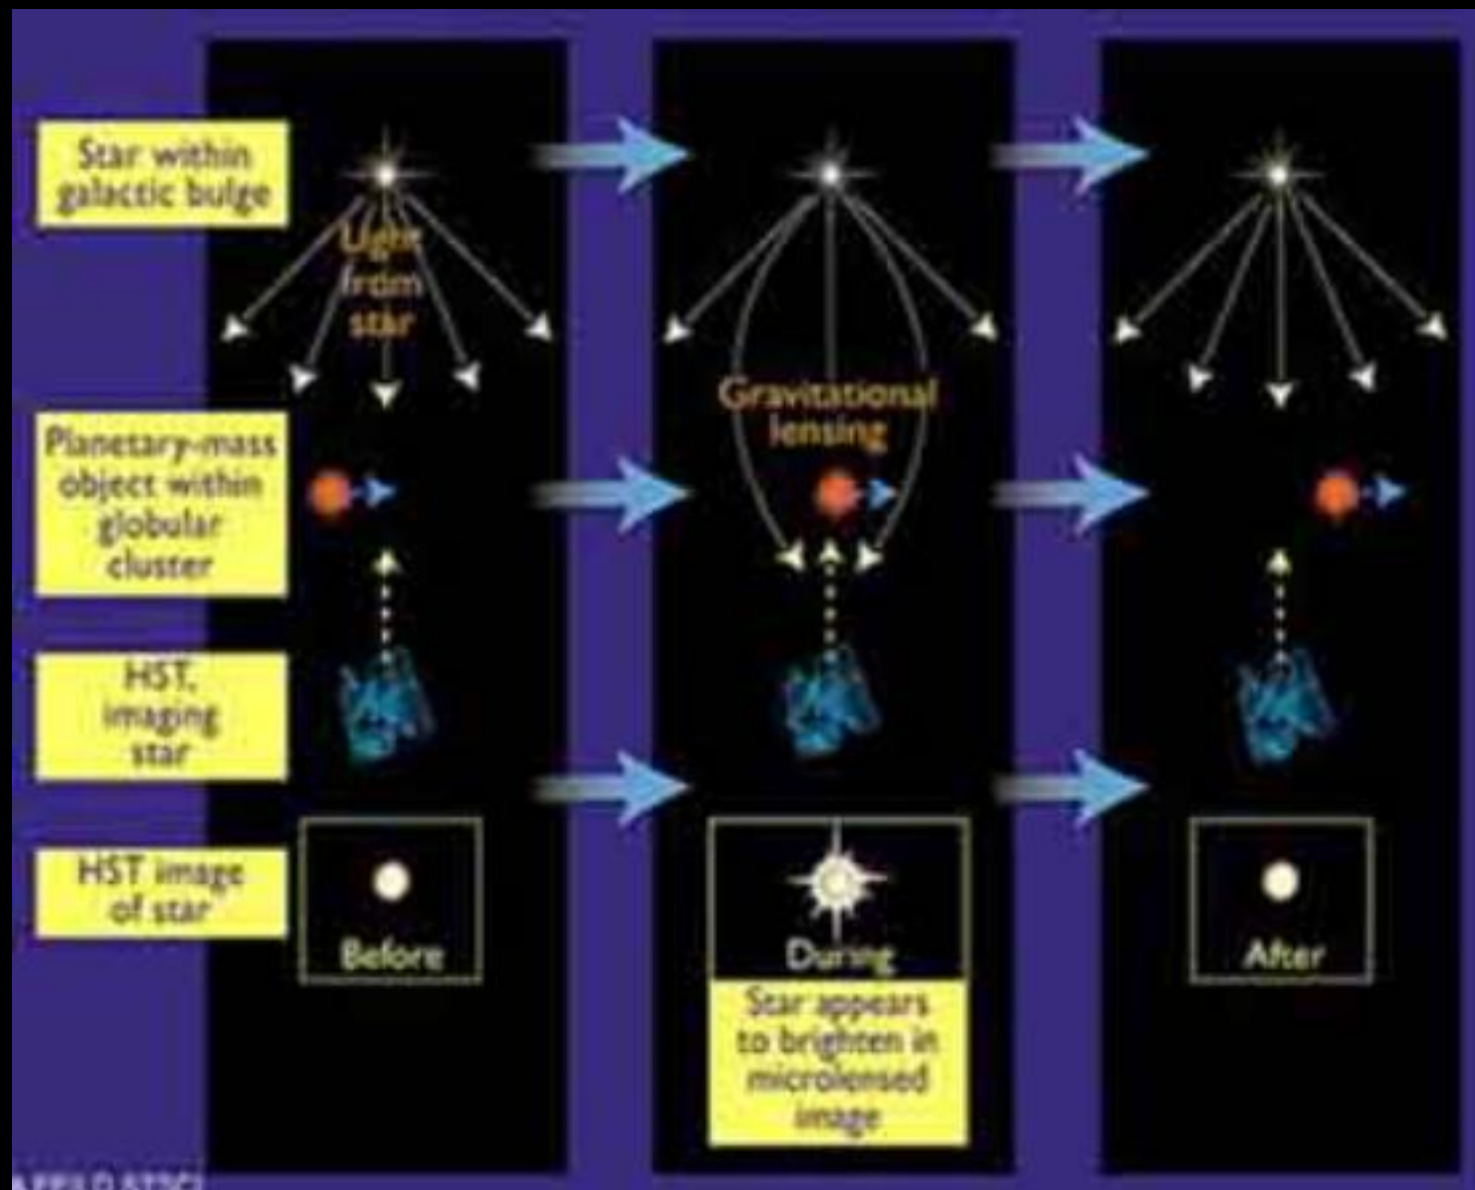 Star within
galactic bulge
Light
from
star
Planetary-mass
object within
globular
cluster
Gravitational
lensing
HST,
imaging
star
HST image
of star
Before
During
After
Star appears
to brighten in
microlensed
image